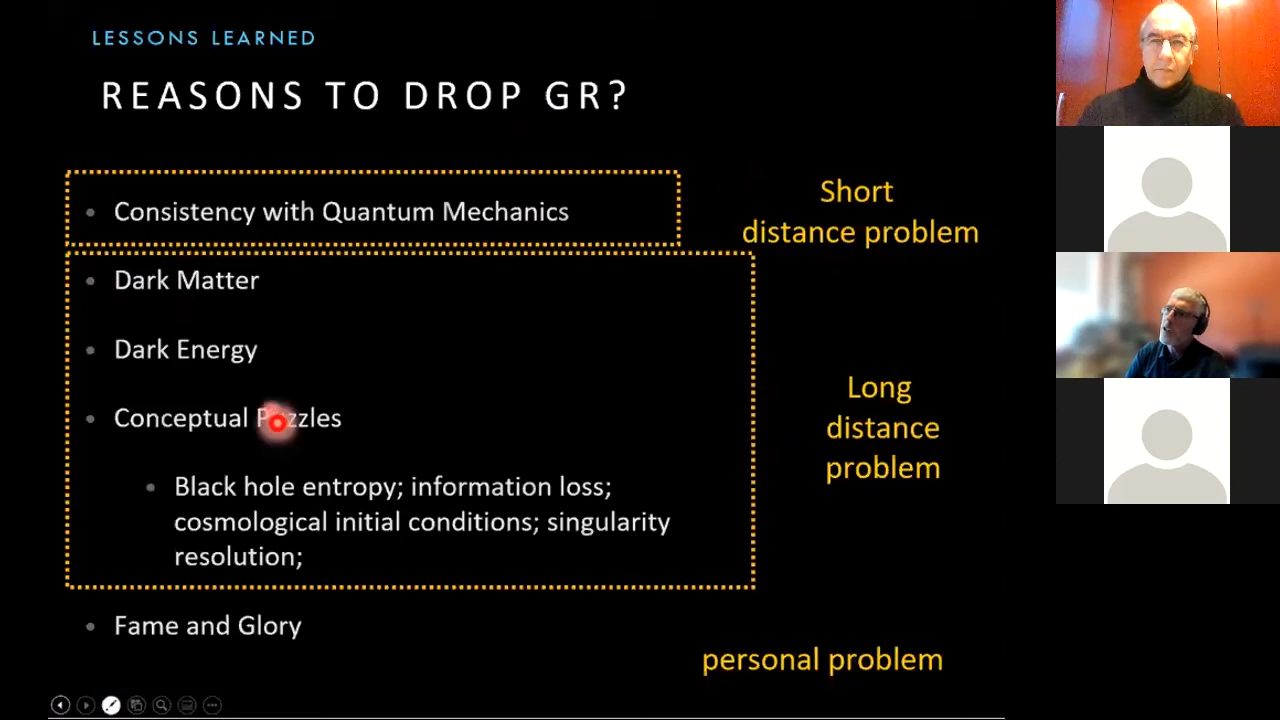 LESSONS LEARNED
REASONS TO DROP GR?
Consistency with Quantum Mechanics
Short
distance problem
Dark Matter
Dark Energy
Conceptual Puzzles
Black hole entropy; information loss;
cosmological initial conditions; singularity
resolution;
Long
distance
problem
Fame and Glory
personal problem